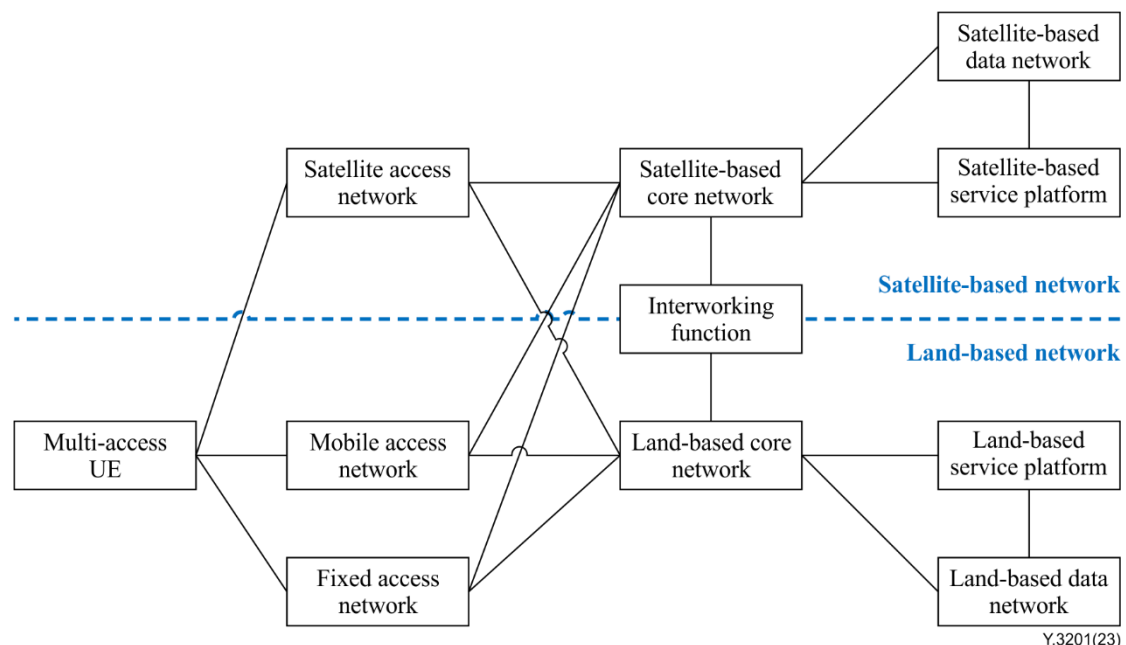 Satellite-based
data network
Satellite access
network
Satellite-based
core network
Satellite-based
service platform
Satellite-based network
Interworking
function
Land-based network
Multi-access
UE
Mobile access
network
Land-based core
network
Land-based
service platform
Fixed access
network
Land-based data
network
Y.3201(23)